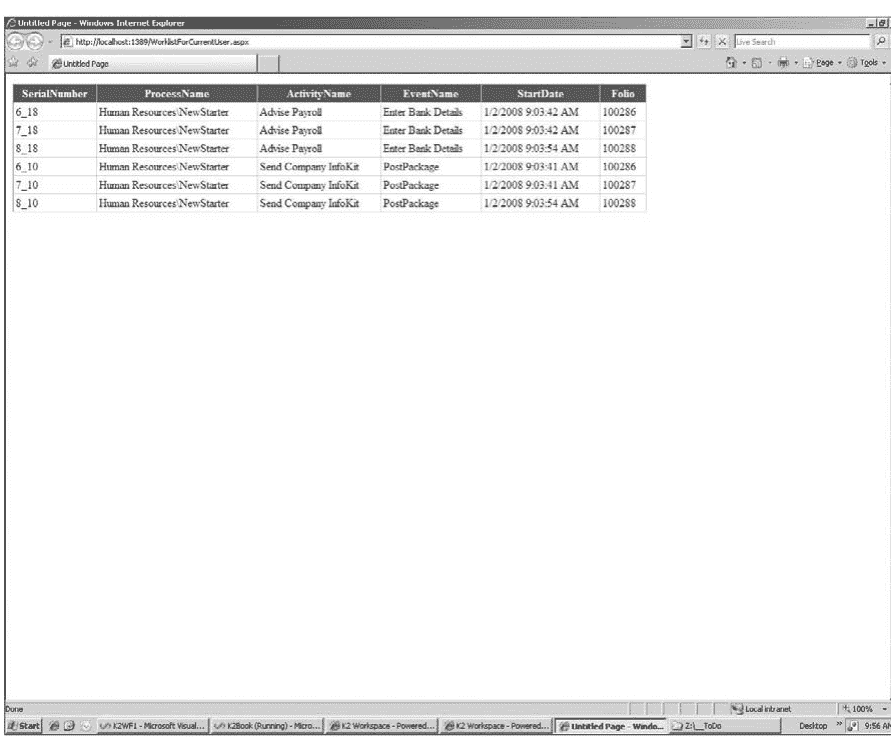 Untitled Page - Windows Internet Explorer
http://localhost:1389/WorklistForCurrentUser.aspx
Live Search
Untitled Page
Page
Tools
SerialNumber ProcessName ActivityName EventName StartDate Folio
6_18 Human Resources\NewStarter Advise Payroll Enter Bank Details 1/2/2008 9:03:42 AM 100286
7_18 Human Resources\NewStarter Advise Payroll Enter Bank Details 1/2/2008 9:03:42 AM 100287
8_18 Human Resources\NewStarter Advise Payroll Enter Bank Details 1/2/2008 9:03:54 AM 100288
6_10 Human Resources\NewStarter Send Company InfoKit PostPackage 1/2/2008 9:03:41 AM 100286
7_10 Human Resources\NewStarter Send Company InfoKit PostPackage 1/2/2008 9:03:41 AM 100287
8_10 Human Resources\NewStarter Send Company InfoKit PostPackage 1/2/2008 9:03:54 AM 100288
Done
Local intranet
100%
Start
K2WF1 - Microsoft Visual...
K2Book (Running) - Micro...
K2 Workspace - Powered...
K2 Workspace - Powered...
Untitled Page - Windo...
Z:\__ToDo
Desktop
9:56 AM